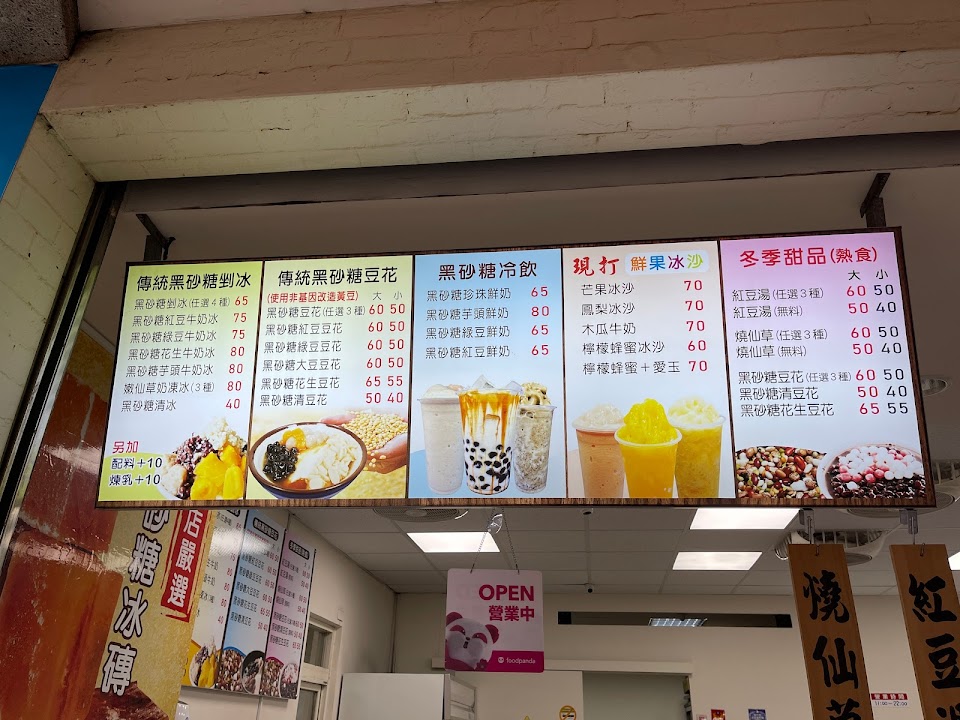 傳統黑砂糖剉冰
黑砂糖剉冰(任選4種) 65
黑砂糖紅豆牛奶冰 75
黑砂糖綠豆牛奶冰 75
黑砂糖花生牛奶冰 80
黑砂糖芋頭牛奶冰 80
嫩仙草奶凍冰(3種) 80
黑砂糖清冰 40
另加
配料+10
煉乳+10
傳統黑砂糖豆花
(使用非基因改造黃豆) 大 小
黑砂糖豆花(任選3種) 60 50
黑砂糖紅豆豆花 60 50
黑砂糖綠豆豆花 60 50
黑砂糖大豆豆花 60 50
黑砂糖花生豆花 65 55
黑砂糖清豆花 50 40
黑砂糖冷飲
黑砂糖珍珠鮮奶 65
黑砂糖芋頭鮮奶 80
黑砂糖綠豆鮮奶 65
黑砂糖紅豆鮮奶 65
現打 鮮果冰沙
芒果冰沙 70
鳳梨冰沙 70
木瓜牛奶 70
檸檬蜂蜜冰沙 60
檸檬蜂蜜+愛玉 70
冬季甜品(熱食)
大 小
紅豆湯(任選3種) 60 50
紅豆湯(無料) 50 40
燒仙草(任選3種) 60 50
燒仙草(無料) 50 40
黑砂糖豆花(任選3種) 60 50
黑砂糖清豆花 50 40
黑砂糖花生豆花 65 55
店嚴選
砂糖冰磚
OPEN
營業中
foodpanda
燒仙草
紅豆湯
營業時間
11:00~22:00